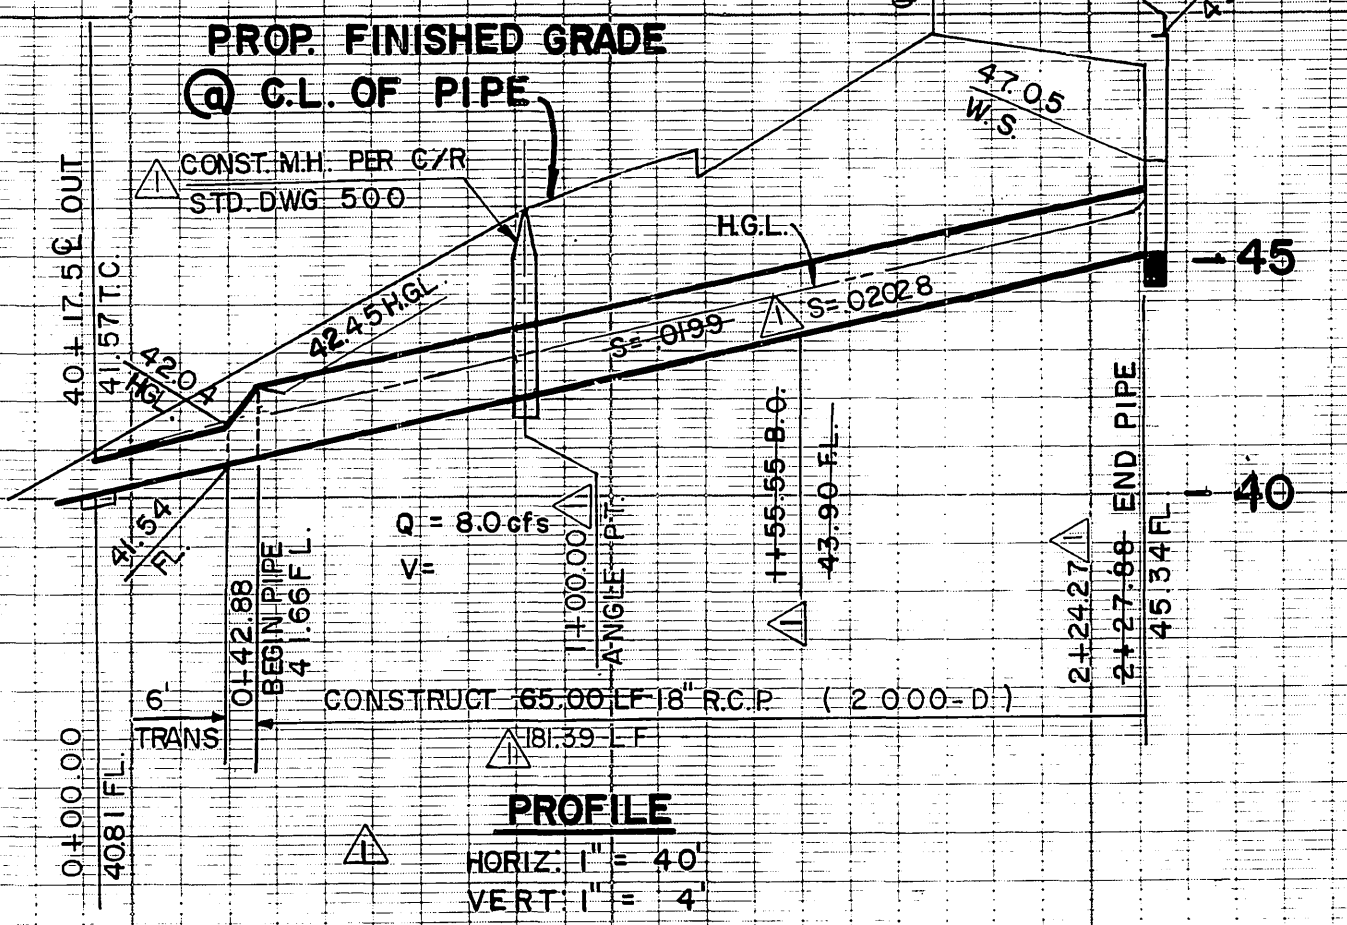 PROP. FINISHED GRADE
@ C.L. OF PIPE
1
CONST. M.H. PER C/R
STD. DWG 500
47.05
W.S.
40+17.5 ℄ OUT
41.57 T.C.
42.04
HGL.
42.45 H.GL.
H.G.L.
S= .0199
1
S= .02028
- 45
- 40
41.54
FL.
0+42.88
BEGIN PIPE
41.66 FL.
Q = 8.0 cfs
V=
1
1+00.00
ANGLE PT.
1+55.55 B.C.
43.90 F.L.
1
1
2+24.27
2+27.88 END PIPE
45.34 FL
6'
TRANS
CONSTRUCT 65.00 LF 18" R.C.P. (2000-D)
1
181.39 LF
0+00.00
40.81 FL.
PROFILE
1
HORIZ: 1" = 40'
VERT: 1" = 4'